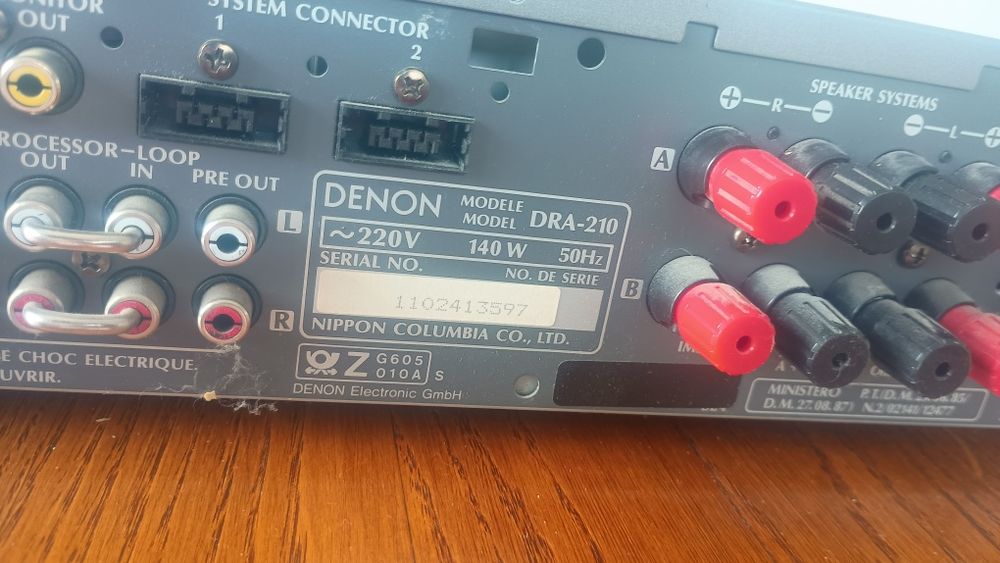 ONITOR
OUT
SYSTEM CONNECTOR
1
2
ROCESSOR-LOOP
OUT
IN
PRE OUT
L
R
DENON
MODELE
MODEL DRA-210
~220V 140 W 50Hz
SERIAL NO.
NO. DE SERIE
1102413597
NIPPON COLUMBIA CO., LTD.
Z G605
010A S
DENON Electronic GmbH
E CHOC ELECTRIQUE.
UVRIR.
SPEAKER SYSTEMS
+ R − − L +
A
B
MINISTERO
D.M. 27.08.87)